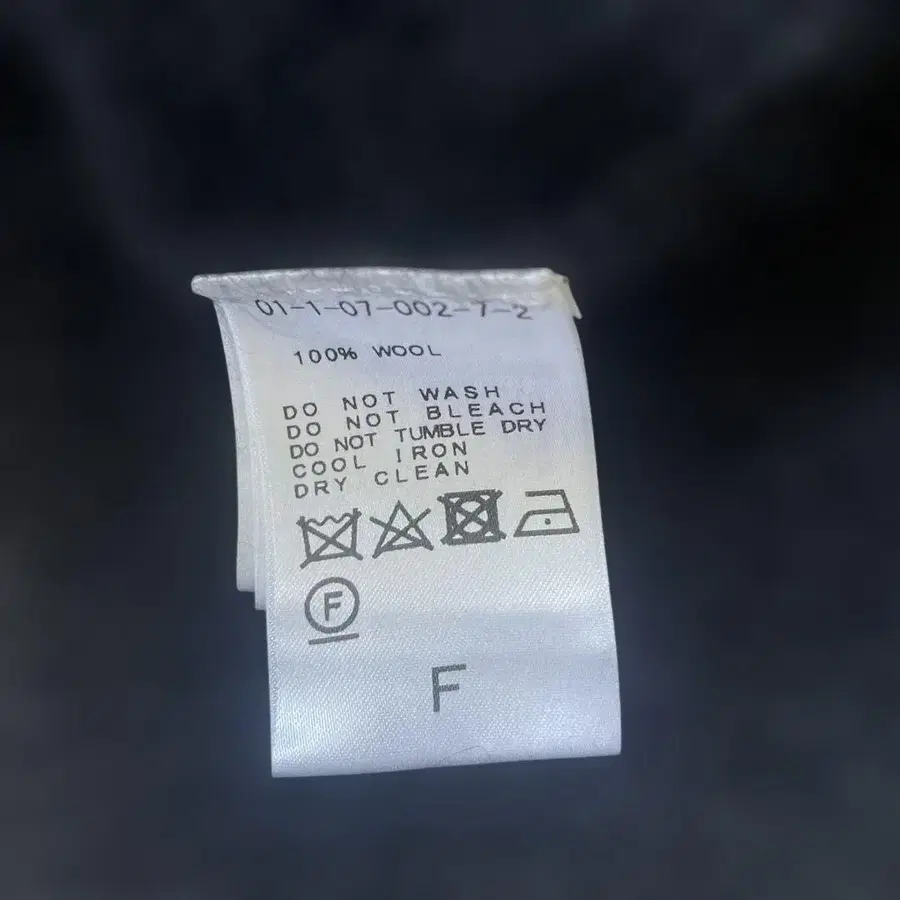 01-1-07-002-7-2
100% WOOL
DO NOT WASH
DO NOT BLEACH
DO NOT TUMBLE DRY
COOL IRON
DRY CLEAN
F
F